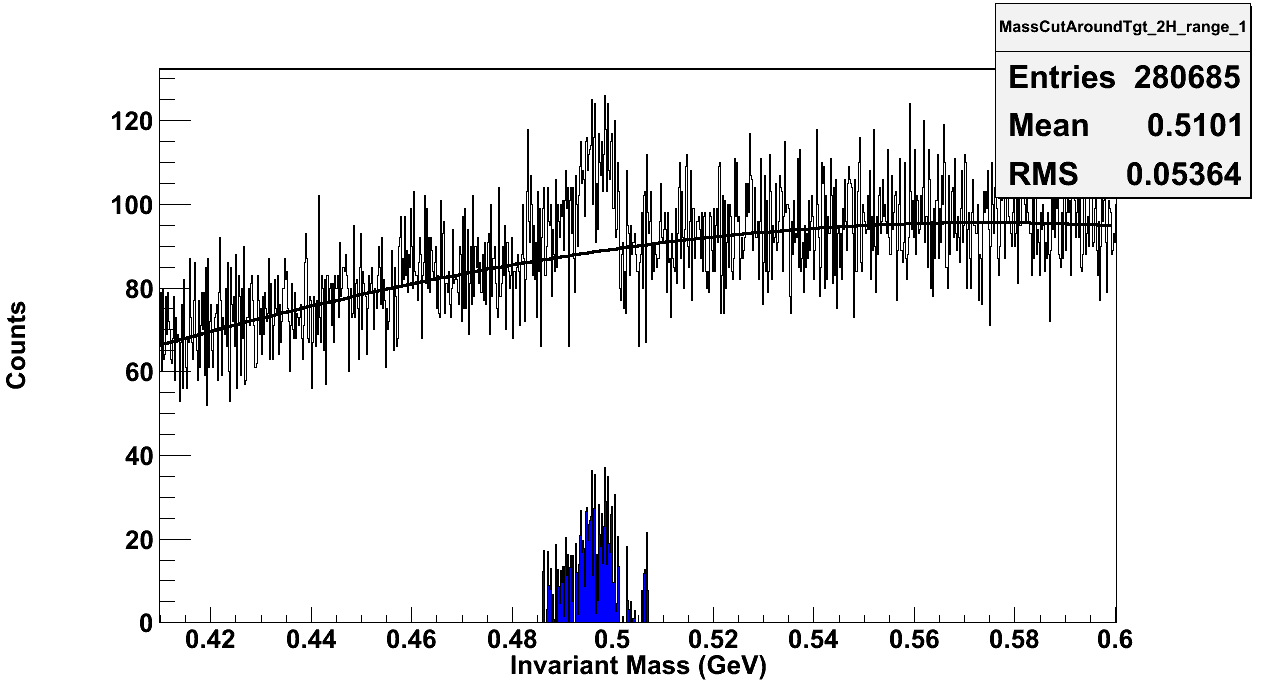 MassCutAroundTgt_2H_range_1
Entries 280685
Mean 0.5101
RMS 0.05364
120
100
80
60
40
20
0
Counts
0.42 0.44 0.46 0.48 0.5 0.52 0.54 0.56 0.58 0.6
Invariant Mass (GeV)